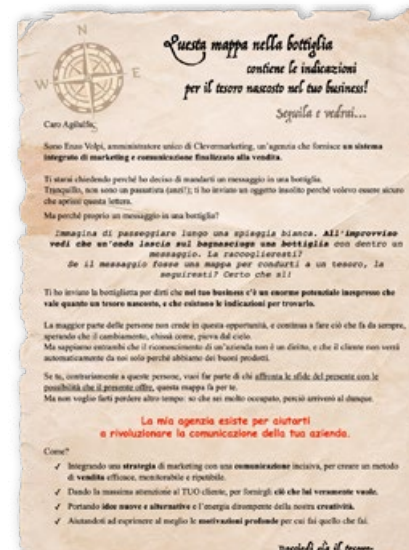 N
W
E
S
Questa mappa nella bottiglia
contiene le indicazioni
per il tesoro nascosto nel tuo business!
Seguila e vedrai...
Caro Agilulfo,
Sono Enzo Volpi, amministratore unico di Clevermarketing, un'agenzia che fornisce un sistema
integrato di marketing e comunicazione finalizzato alla vendita.
Ti starai chiedendo perché ho deciso di mandarti un messaggio in una bottiglia.
Tranquillo, non sono un passatista (anzi!); ti ho inviato un oggetto insolito perché volevo essere sicuro
che aprissi questa lettera.
Ma perché proprio un messaggio in una bottiglia?
Immagina di passeggiare lungo una spiaggia bianca. All'improvviso
vedi che un'onda lascia sul bagnasciuga una bottiglia con dentro un
messaggio. La raccoglieresti?
Se il messaggio fosse una mappa per condurti a un tesoro, la
seguiresti? Certo che sì!
Ti ho inviato la bottiglietta per dirti che nel tuo business c'è un enorme potenziale inespresso che
vale quanto un tesoro nascosto, e che esistono le indicazioni per trovarlo.
La maggior parte delle persone non crede in questa opportunità, e continua a fare ciò che fa da sempre,
sperando che il cambiamento, chissà come, piova dal cielo.
Ma sappiamo entrambi che il riconoscimento di un'azienda non è un diritto, e che il cliente non verrà
automaticamente da noi solo perché abbiamo dei buoni prodotti.
Se tu, contrariamente a queste persone, vuoi far parte di chi affronta le sfide del presente con le
possibilità che il presente offre, questa mappa fa per te.
Ma non voglio farti perdere altro tempo: so che sei molto occupato, perciò arriverò al dunque.
La mia agenzia esiste per aiutarti
a rivoluzionare la comunicazione della tua azienda.
Come?
✓ Integrando una strategia di marketing con una comunicazione incisiva, per creare un metodo
di vendita efficace, monitorabile e ripetibile.
✓ Dando la massima attenzione al TUO cliente, per fornirgli ciò che lui veramente vuole.
✓ Portando idee nuove e alternative e l'energia dirompente della nostra creatività.
✓ Aiutandoti ad esprimere al meglio le motivazioni profonde per cui fai quello che fai.